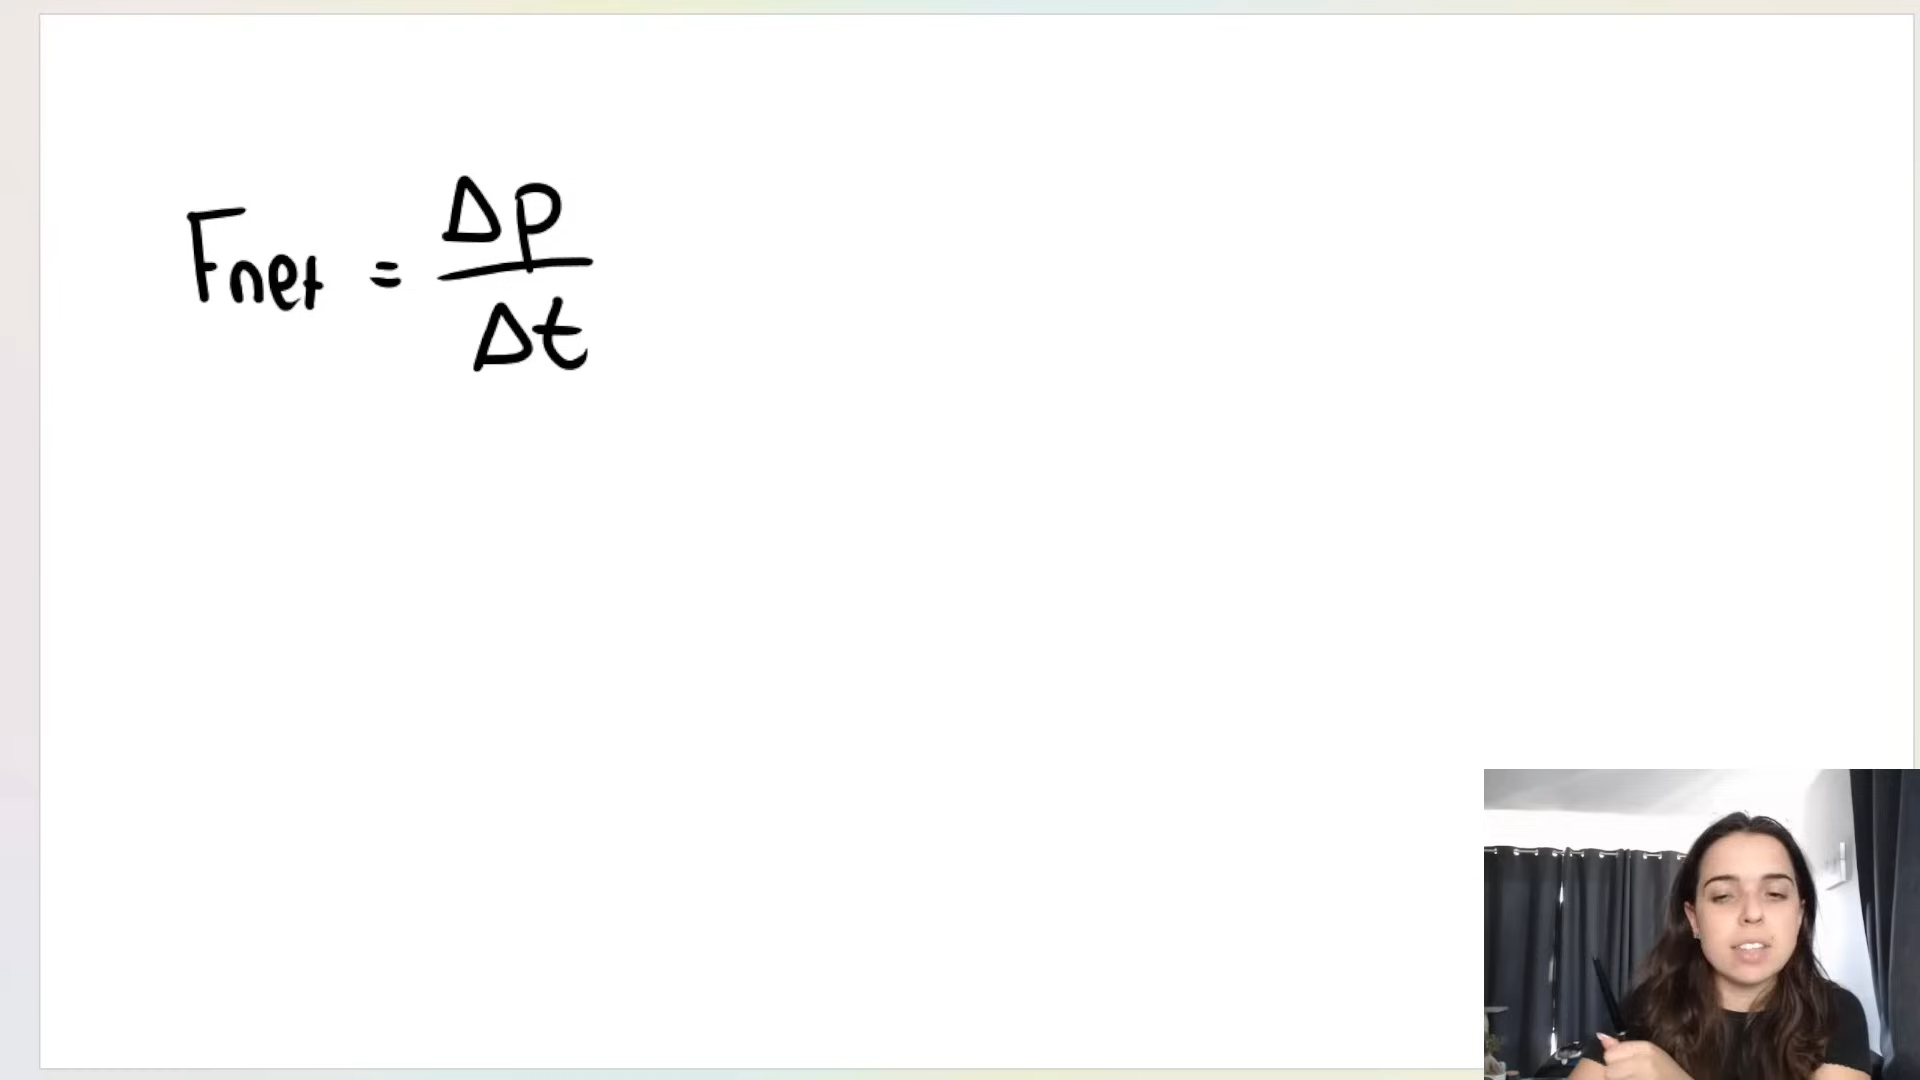 Fnet = Δp / Δt